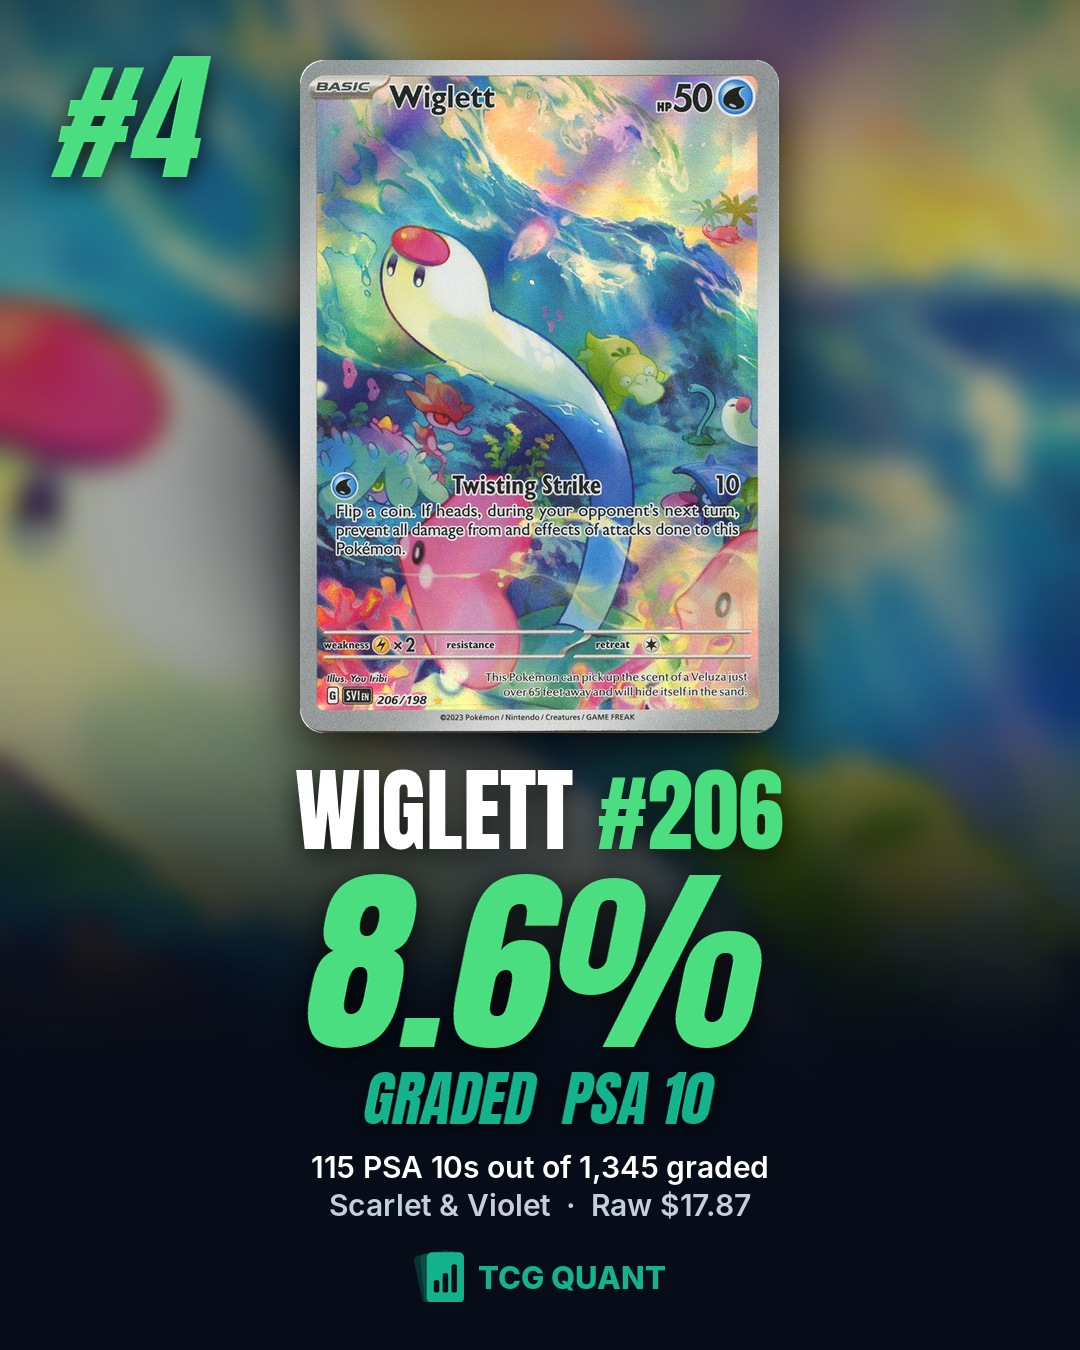 #4
BASIC Wiglett HP 50
Twisting Strike 10
Flip a coin. If heads, during your opponent's next turn,
prevent all damage from and effects of attacks done to this
Pokémon.
weakness ×2 resistance retreat
Illus. You Iribi
This Pokémon can pick up the scent of a Veluza just
over 65 feet away and will hide itself in the sand.
G SVI EN 206/198
©2023 Pokémon / Nintendo / Creatures / GAME FREAK
WIGLETT #206
8.6%
GRADED PSA 10
115 PSA 10s out of 1,345 graded
Scarlet & Violet · Raw $17.87
TCG QUANT